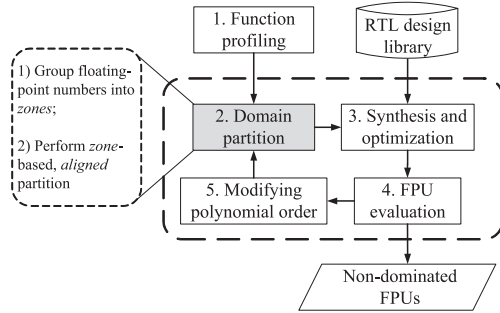 1. Function
profiling
RTL design
library
1) Group floating-
point numbers into
zones;
2) Perform zone-
based, aligned
partition
2. Domain
partition
3. Synthesis and
optimization
5. Modifying
polynomial order
4. FPU
evaluation
Non-dominated
FPUs